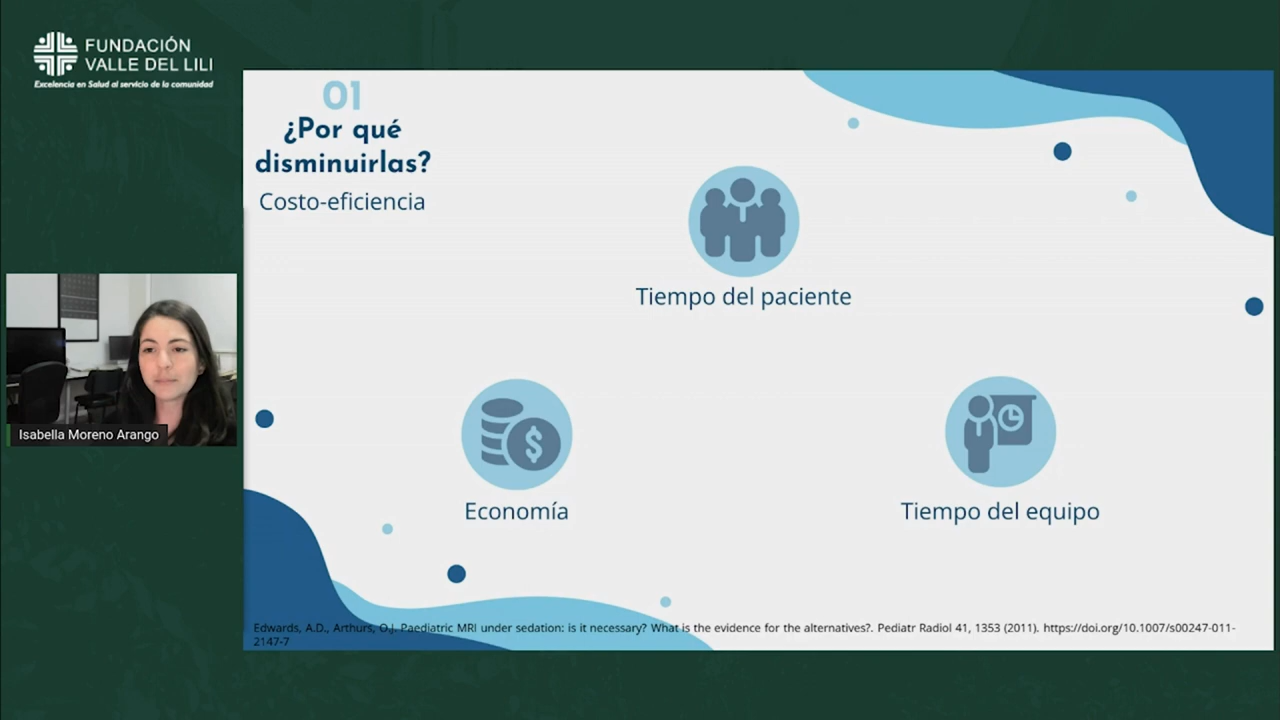 FUNDACIÓN
VALLE DEL LILI
Excelencia en Salud al servicio de la comunidad
01
¿Por qué
disminuirlas?
Costo-eficiencia
Tiempo del paciente
Isabella Moreno Arango
Economía
Tiempo del equipo
Edwards, A.D., Arthurs, O.J. Paediatric MRI under sedation: is it necessary? What is the evidence for the alternatives?. Pediatr Radiol 41, 1353 (2011). https://doi.org/10.1007/s00247-011-
2147-7